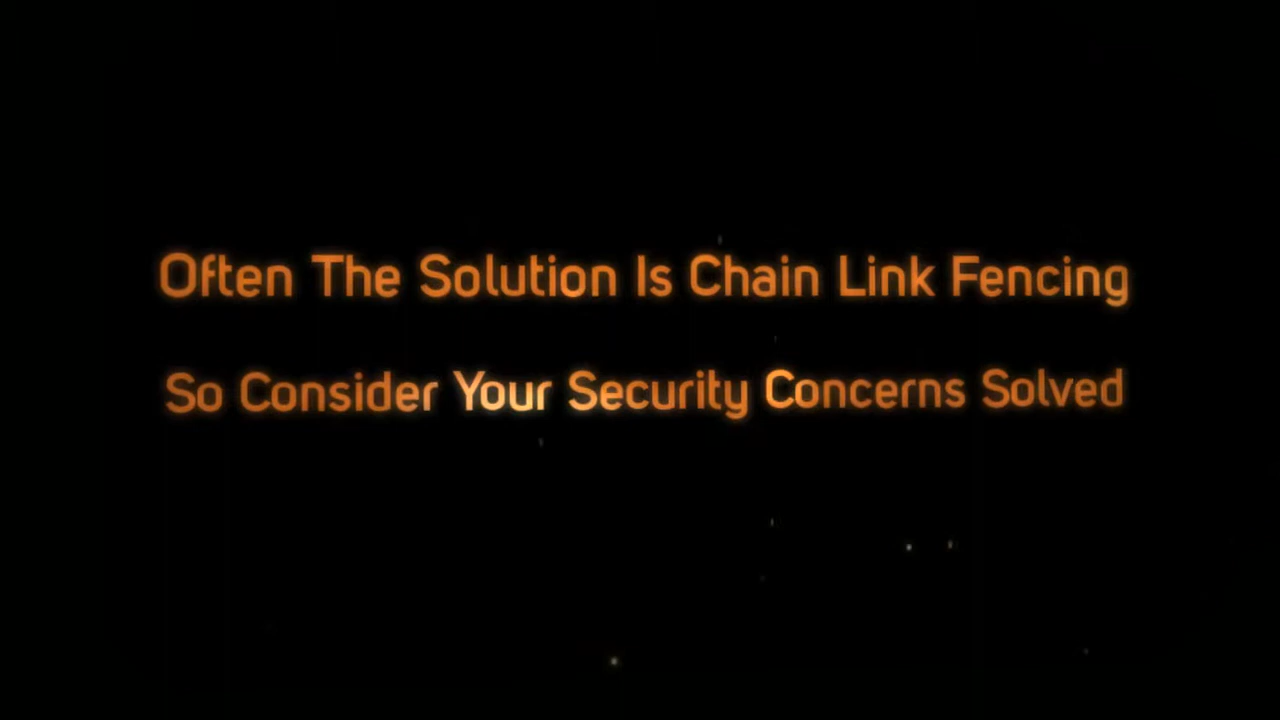 Often The Solution Is Chain Link Fencing
So Consider Your Security Concerns Solved